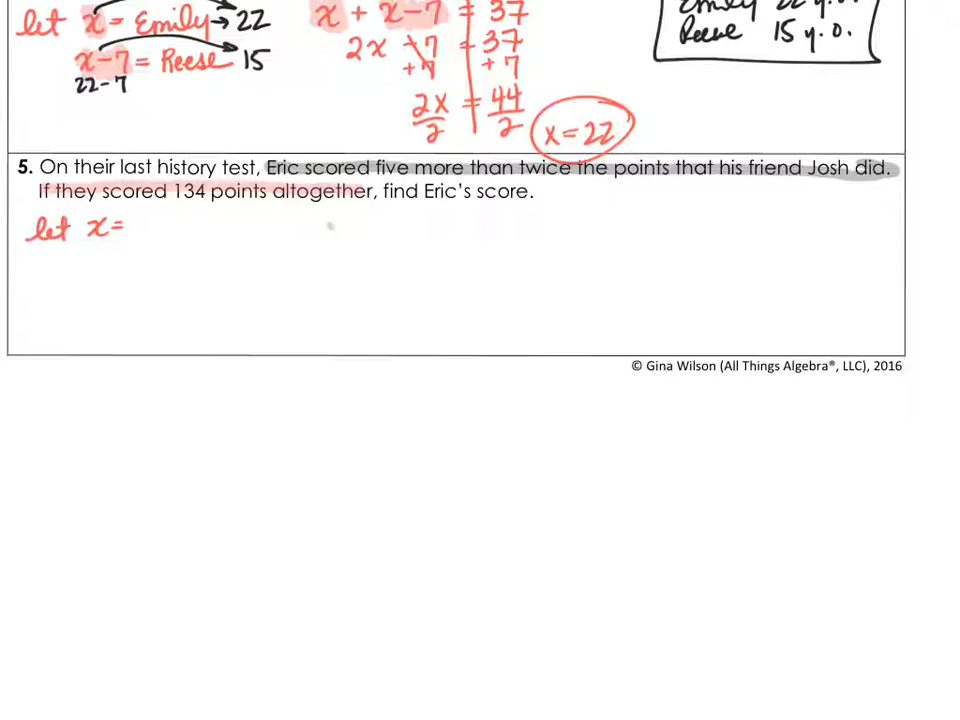 let x = Emily → 22
x + x-7 = 37
Emily 22 y.o.
x-7 = Reese 15
2x -7 = 37
Reese 15 y.o.
22-7
+7 +7
2x = 44
2 2
x = 22
5. On their last history test, Eric scored five more than twice the points that his friend Josh did.
If they scored 134 points altogether, find Eric's score.
let x =
© Gina Wilson (All Things Algebra®, LLC), 2016